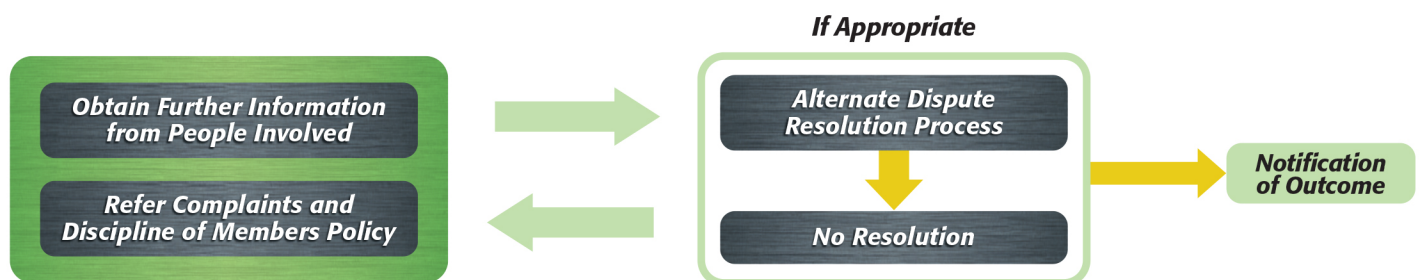 If Appropriate
Obtain Further Information
from People Involved
Refer Complaints and
Discipline of Members Policy
Alternate Dispute
Resolution Process
No Resolution
Notification
of Outcome